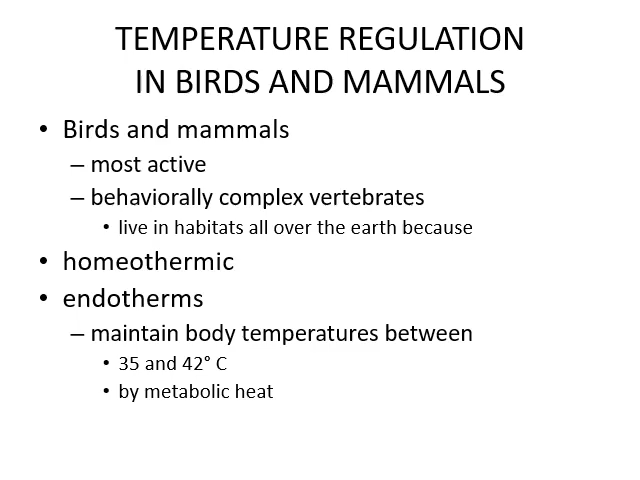 TEMPERATURE REGULATION
IN BIRDS AND MAMMALS
• Birds and mammals
– most active
– behaviorally complex vertebrates
• live in habitats all over the earth because
• homeothermic
• endotherms
– maintain body temperatures between
• 35 and 42° C
• by metabolic heat